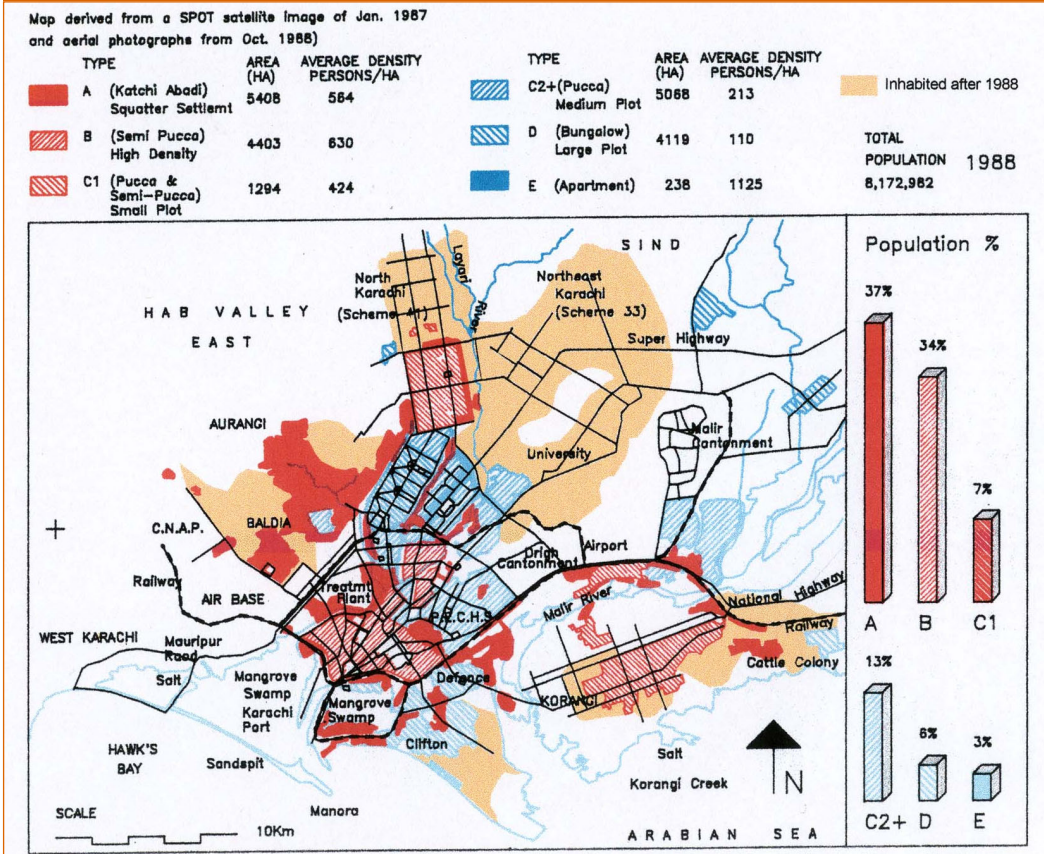 Map derived from a SPOT satellite image of Jan. 1987
and aerial photographs from Oct. 1988)
TYPE AREA (HA) AVERAGE DENSITY PERSONS/HA
A (Katchi Abadi) Squatter Settlemt 5408 564
B (Semi Pucca) High Density 4403 630
C1 (Pucca & Semi-Pucca) Small Plot 1294 424
TYPE AREA (HA) AVERAGE DENSITY PERSONS/HA
C2+(Pucca) Medium Plot 5068 213
D (Bungalow) Large Plot 4119 110
E (Apartment) 238 1125
Inhabited after 1988
TOTAL
POPULATION 1988
8,172,982
SIND
HAB VALLEY
EAST
North
Karachi
(Scheme 41)
Layari
River
Northeast
Karachi
(Scheme 33)
Super Highway
AURANGI
University
Malir
Cantonment
BALDIA
C.N.A.P.
Railway
AIR BASE
Treatmt
Plant
Drigh
Cantonment
Airport
P.E.C.H.S
Malir River
National Highway
Railway
WEST KARACHI
Mauripur
Road
Salt
Mangrove
Swamp
Karachi
Port
Mangrove
Swamp
Defence
KORANGI
Cattle Colony
Clifton
HAWK'S
BAY
Sandspit
Salt
Korangi Creek
N
Manora
SCALE
10Km
ARABIAN SEA
Population %
37%
34%
7%
A B C1
13%
6%
3%
C2+ D E